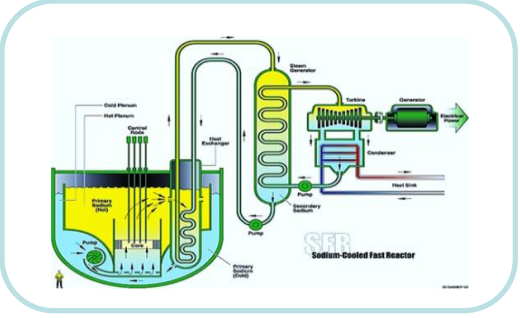 Steam
Generator
Cold Plenum
Hot Plenum
Control
Rods
Heat
Exchanger
Turbine
Generator
Electrical
Power
Condenser
Heat Sink
Pump
Primary
Sodium
(Hot)
Pump
Core
Secondary
Sodium
Pump
Primary
Sodium
(Cold)
SFR
Sodium-Cooled Fast Reactor